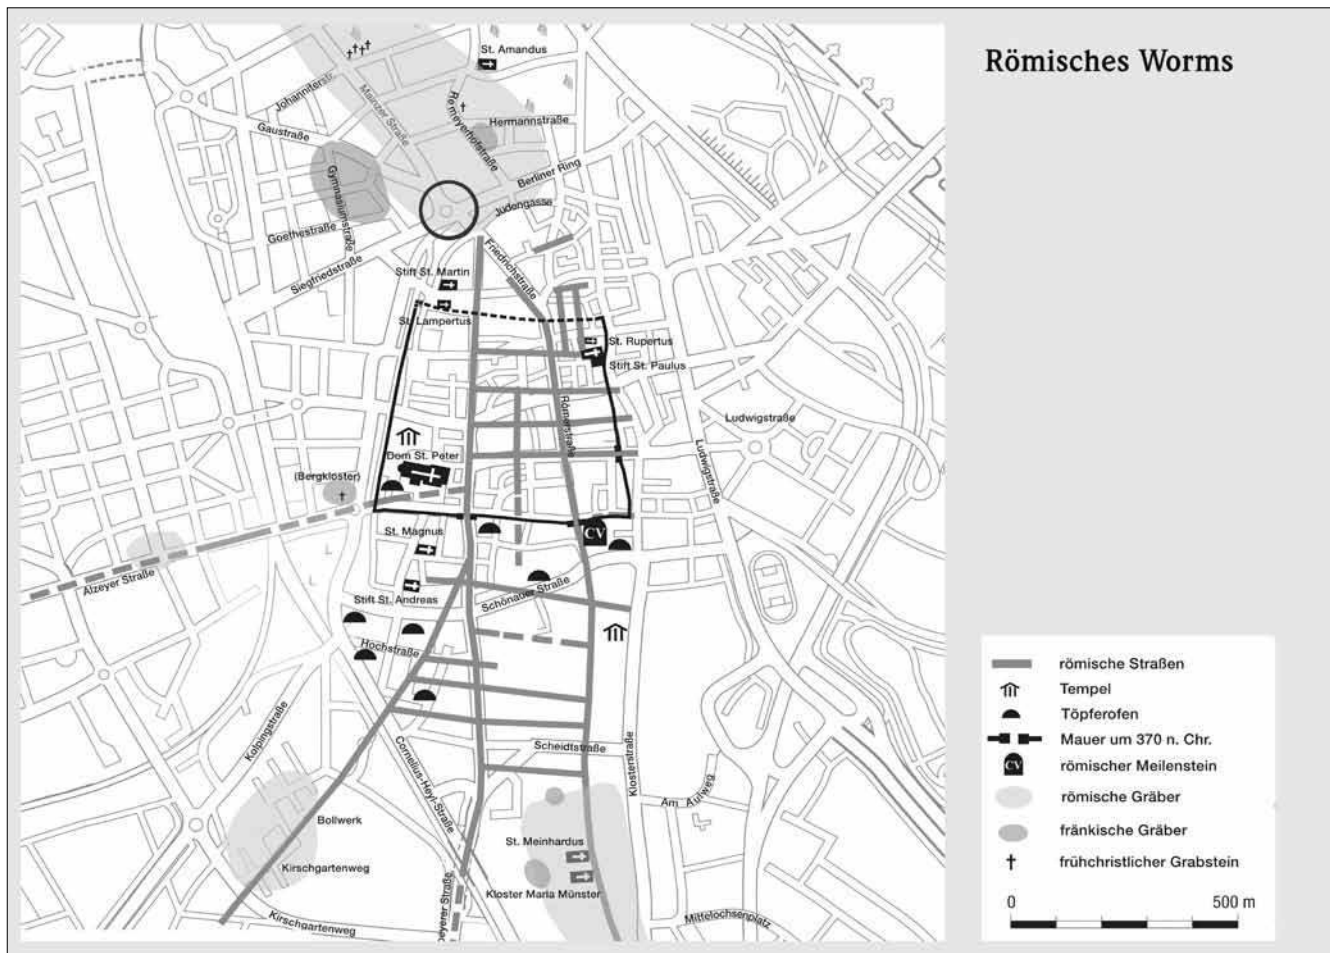 Römisches Worms
St. Amandus
Johanniterstr.
Mainzer Straße
Remeyerhofstraße
Hermannstraße
Gaustraße
Gymnasiumstraße
Berliner Ring
Judengasse
Goethestraße
Siegfriedstraße
Friedrichstraße
Stift St. Martin
St. Lampertus
St. Rupertus
Stift St. Paulus
Römerstraße
Ludwigstraße
Ludwigstraße
Dom St. Peter
(Bergkloster)
CV
St. Magnus
Alzeyer Straße
Stift St. Andreas
Schönauer Straße
Hochstraße
Kolpingstraße
Cornelius-Heyl-Straße
Scheidtstraße
Klosterstraße
Am Aulweg
Bollwerk
St. Meinhardus
Kirschgartenweg
Kloster Maria Münster
Kirschgartenweg
peyerer Straße
Mittelochsenplatz
römische Straßen
Tempel
Töpferofen
Mauer um 370 n. Chr.
CV
römischer Meilenstein
römische Gräber
fränkische Gräber
frühchristlicher Grabstein
0 500 m